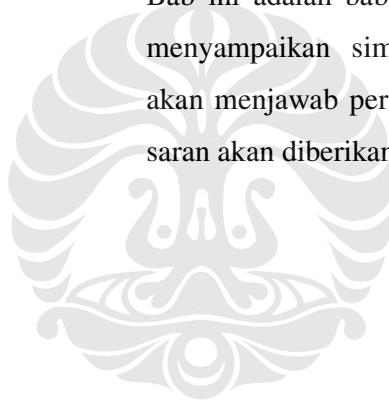 Bab ini adalah bab
menyampaikan sim
akan menjawab per
saran akan diberikan